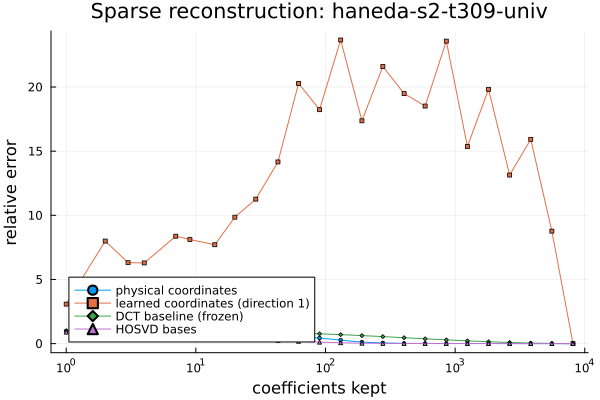 Sparse reconstruction: haneda-s2-t309-univ
relative error
20
15
10
5
0
physical coordinates
learned coordinates (direction 1)
DCT baseline (frozen)
HOSVD bases
10⁰ 10¹ 10² 10³ 10⁴
coefficients kept